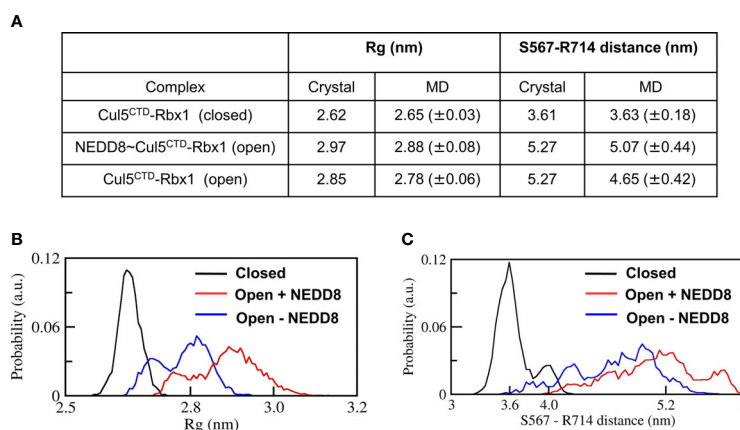 A
Rg (nm) S567-R714 distance (nm)
Complex Crystal MD Crystal MD
Cul5CTD-Rbx1 (closed) 2.62 2.65 (±0.03) 3.61 3.63 (±0.18)
NEDD8~Cul5CTD-Rbx1 (open) 2.97 2.88 (±0.08) 5.27 5.07 (±0.44)
Cul5CTD-Rbx1 (open) 2.85 2.78 (±0.06) 5.27 4.65 (±0.42)
B
0.12
0.06
0
Probability (a.u.)
Closed
Open + NEDD8
Open - NEDD8
2.5 2.8 3.0 3.2
Rg (nm)
C
0.12
0.06
0
Probability (a.u.)
Closed
Open + NEDD8
Open - NEDD8
3 3.6 4.0 5.2
S567 - R714 distance (nm)